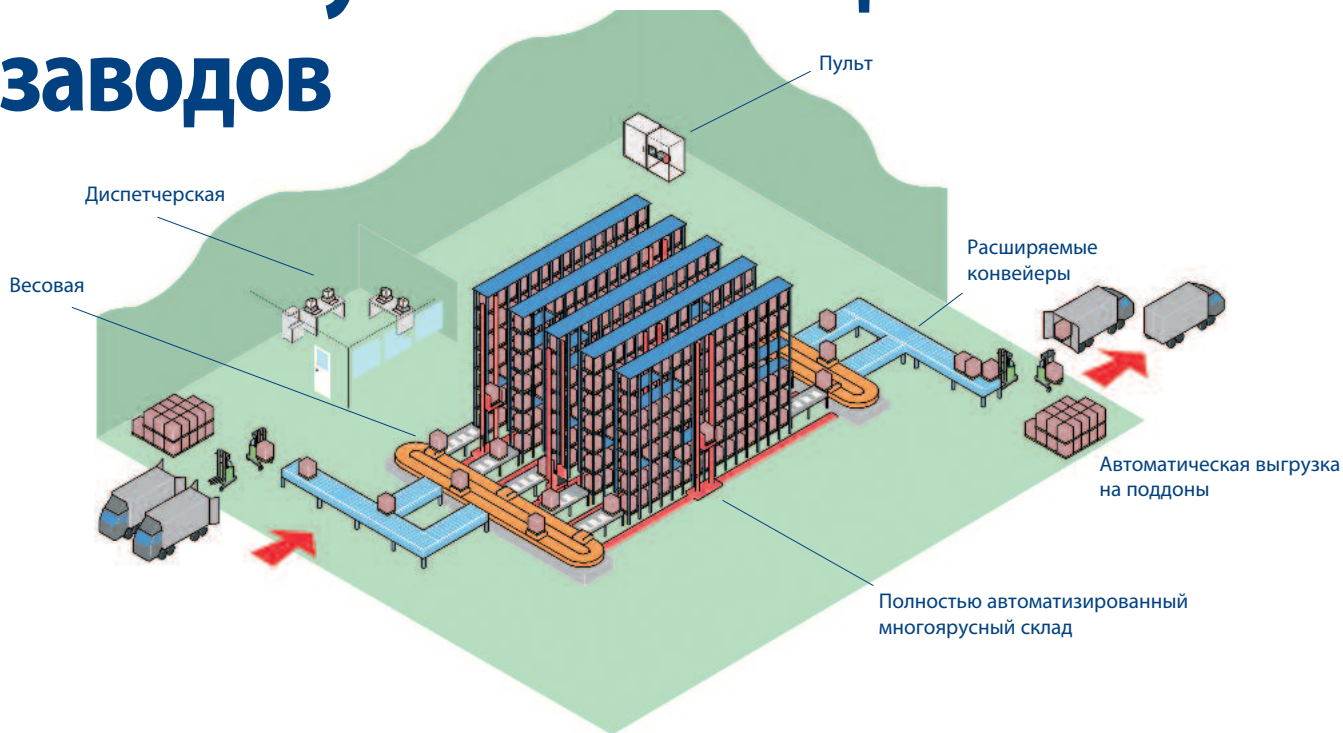 заводов
Пульт
Диспетчерская
Весовая
Расширяемые
конвейеры
Автоматическая выгрузка
на поддоны
Полностью автоматизированный
многоярусный склад